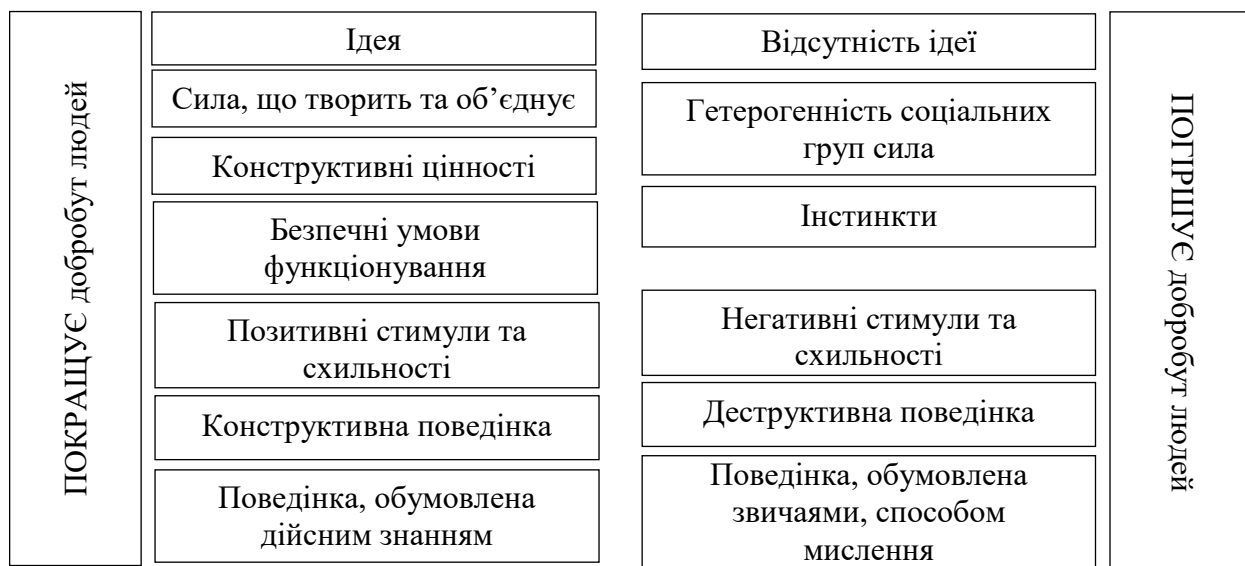 ПОКРАЩУЄ добробут людей
Ідея
Сила, що творить та об’єднує
Конструктивні цінності
Безпечні умови
функціонування
Позитивні стимули та
схильності
Конструктивна поведінка
Поведінка, обумовлена
дійсним знанням
Відсутність ідеї
Гетерогенність соціальних
груп сила
Інстинкти
Негативні стимули та
схильності
Деструктивна поведінка
Поведінка, обумовлена
звичаями, способом
мислення
ПОГІРШУЄ добробут людей